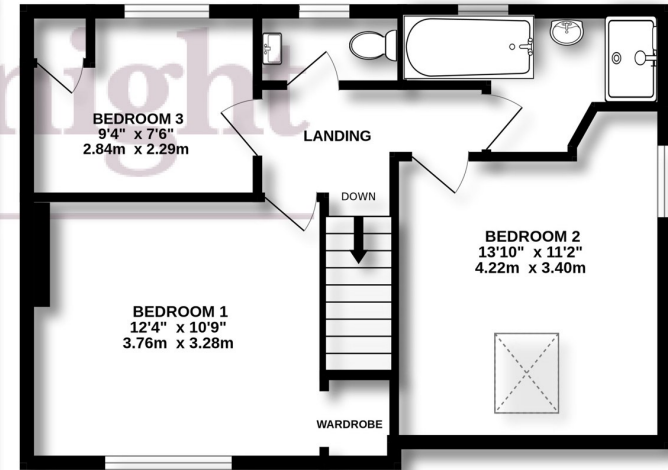 night
BEDROOM 3
9'4" x 7'6"
2.84m x 2.29m
LANDING
DOWN
BEDROOM 2
13'10" x 11'2"
4.22m x 3.40m
BEDROOM 1
12'4" x 10'9"
3.76m x 3.28m
WARDROBE